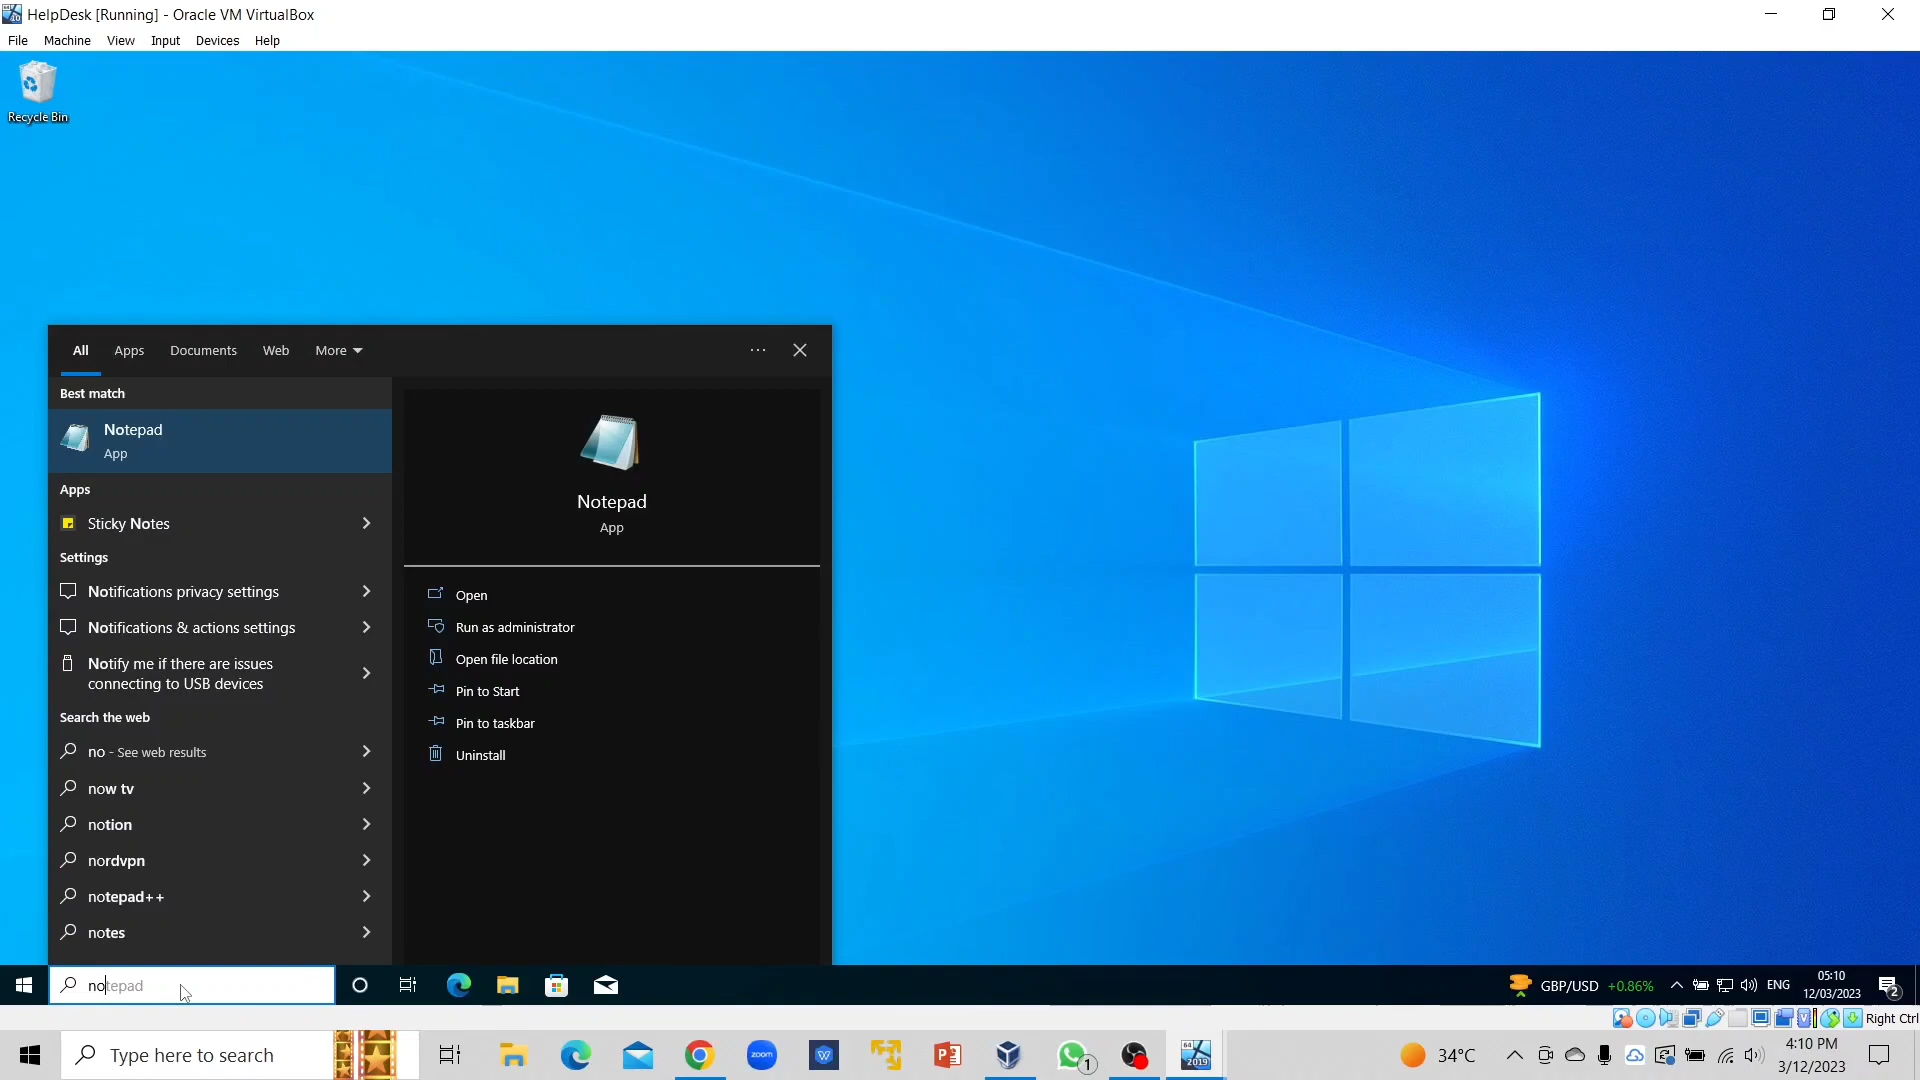 HelpDesk [Running] - Oracle VM VirtualBox
File Machine View Input Devices Help
Recycle Bin
All Apps Documents Web More
Best match
Notepad
App
Apps
Sticky Notes
Settings
Notifications privacy settings
Notifications & actions settings
Notify me if there are issues
connecting to USB devices
Search the web
no - See web results
now tv
notion
nordvpn
notepad++
notes
Notepad
App
Open
Run as administrator
Open file location
Pin to Start
Pin to taskbar
Uninstall
notepad
GBP/USD +0.86%
ENG
05:10
12/03/2023
2
Right Ctrl
Type here to search
zoom
W
P
1
64
2019
34°C
4:10 PM
3/12/2023